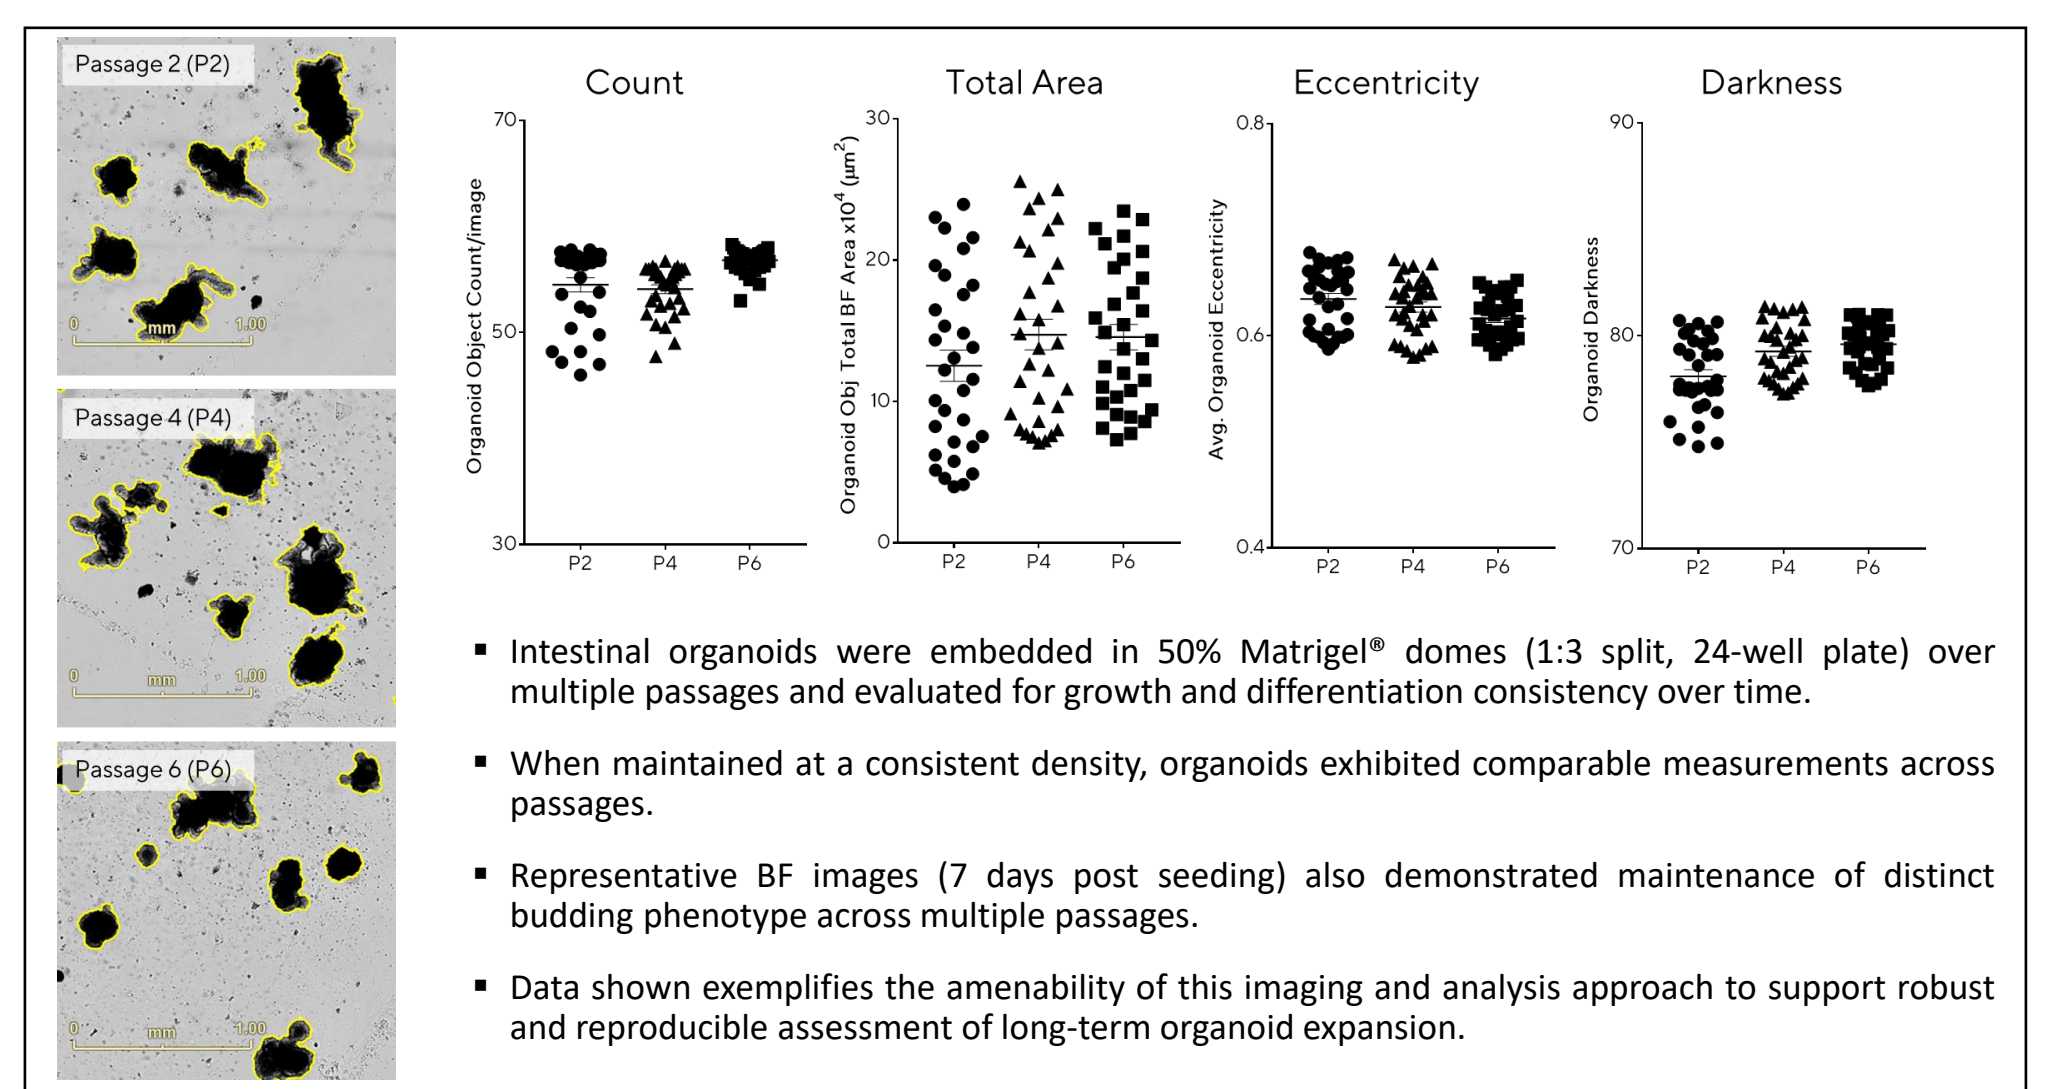 Passage 2 (P2)
0 mm 1.00
Passage 4 (P4)
0 mm 1.00
Passage 6 (P6)
0 mm 1.00
Count
Organoid Object Count/image
70
50
30
P2 P4 P6
Total Area
Organoid Obj Total BF Area x10⁴ (µm²)
30
20
10
0
P2 P4 P6
Eccentricity
Avg. Organoid Eccentricity
0.8
0.6
0.4
P2 P4 P6
Darkness
Organoid Darkness
90
80
70
P2 P4 P6
▪ Intestinal organoids were embedded in 50% Matrigel® domes (1:3 split, 24-well plate) over
multiple passages and evaluated for growth and differentiation consistency over time.
▪ When maintained at a consistent density, organoids exhibited comparable measurements across
passages.
▪ Representative BF images (7 days post seeding) also demonstrated maintenance of distinct
budding phenotype across multiple passages.
▪ Data shown exemplifies the amenability of this imaging and analysis approach to support robust
and reproducible assessment of long-term organoid expansion.